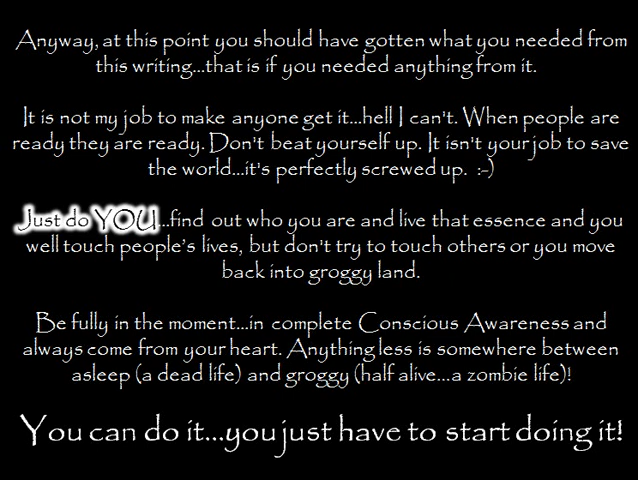 Anyway, at this point you should have gotten what you needed from
this writing...that is if you needed anything from it.
It is not my job to make anyone get it...hell I can't. When people are
ready they are ready. Don't beat yourself up. It isn't your job to save
the world...it's perfectly screwed up. :-)
Just do YOU...find out who you are and live that essence and you
well touch people's lives, but don't try to touch others or you move
back into groggy land.
Be fully in the moment...in complete Conscious Awareness and
always come from your heart. Anything less is somewhere between
asleep (a dead life) and groggy (half alive...a zombie life)!
You can do it...you just have to start doing it!